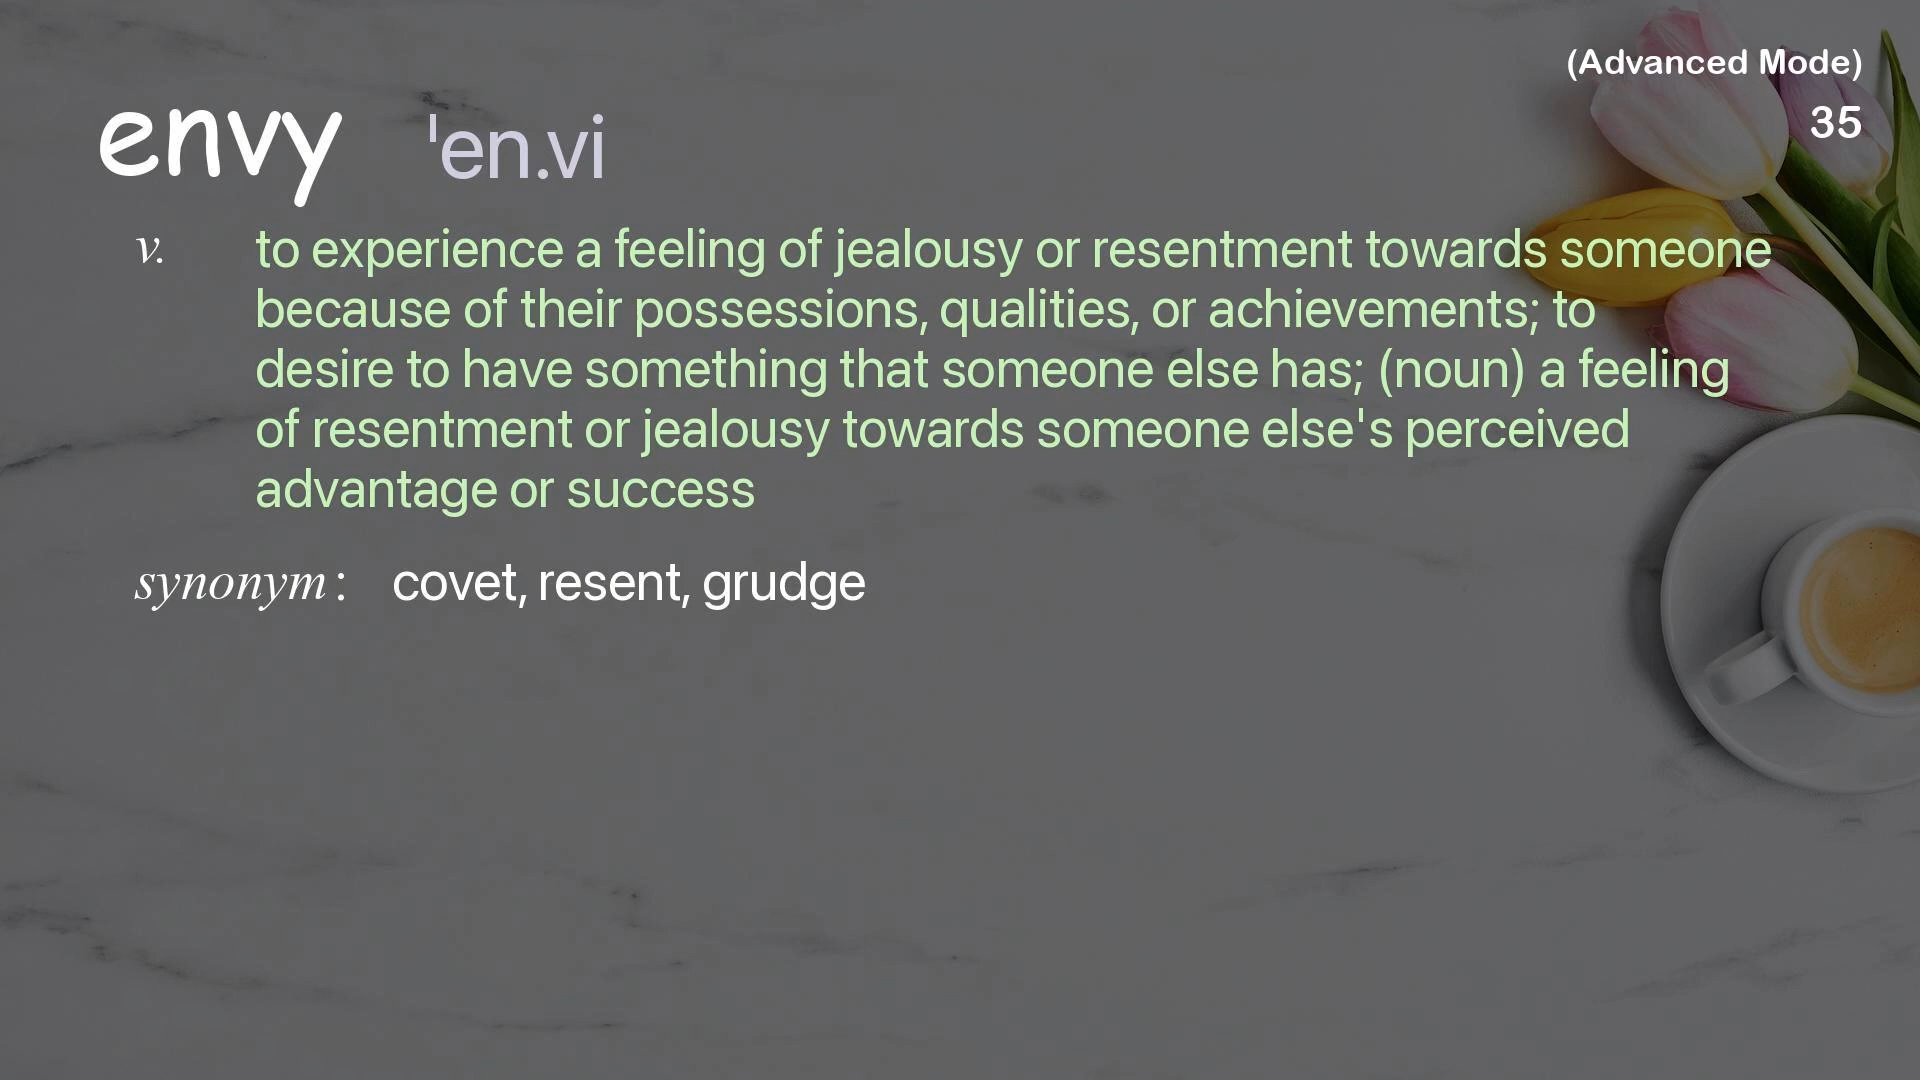 (Advanced Mode)
35
envy ˈen.vi
v. to experience a feeling of jealousy or resentment towards someone
because of their possessions, qualities, or achievements; to
desire to have something that someone else has; (noun) a feeling
of resentment or jealousy towards someone else's perceived
advantage or success
synonym : covet, resent, grudge